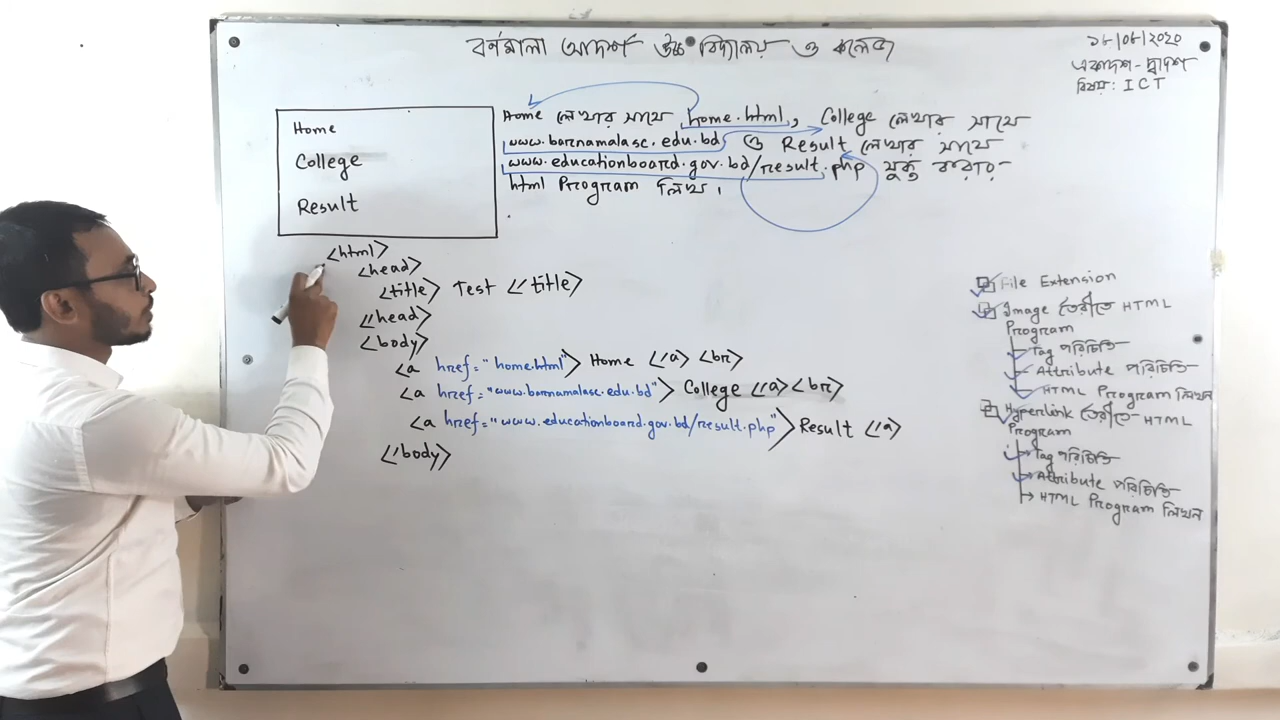 বর্ণমালা আদর্শ উচ্চ বিদ্যালয় ও কলেজ
১৮/০৮/২০২০
একাদশ-দ্বাদশ
বিষয়: ICT
Home
College
Result
Home লেখার সাথে home.html, College লেখার সাথে
www.barnamalasc.edu.bd ও Result লেখার সাথে
www.educationboard.gov.bd/result.php যুক্ত করার
html Program লিখ।
<html>
<head>
<title> Test </title>
</head>
<body>
<a href="home.html"> Home </a> <br>
<a href="www.barnamalasc.edu.bd"> College </a> <br>
<a href="www.educationboard.gov.bd/result.php"> Result </a>
</body>
File Extension
Image তৈরীতে HTML
Program
Tag পরিচিতি
Attribute পরিচিতি
HTML Program লিখন
Hyperlink তৈরীতে HTML
Program
Tag পরিচিতি
Attribute পরিচিতি
HTML Program লিখন